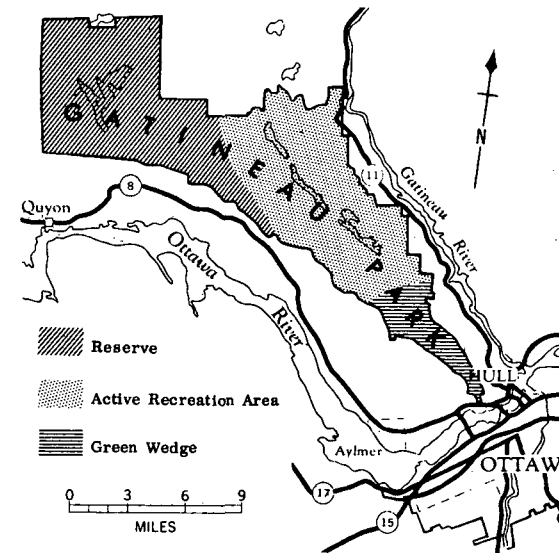 GATINEAU PARK
N
11
Gatineau River
8
Quyon
Ottawa River
Reserve
Active Recreation Area
Green Wedge
HULL
Aylmer
OTTAW
17
15
0 3 6 9
MILES